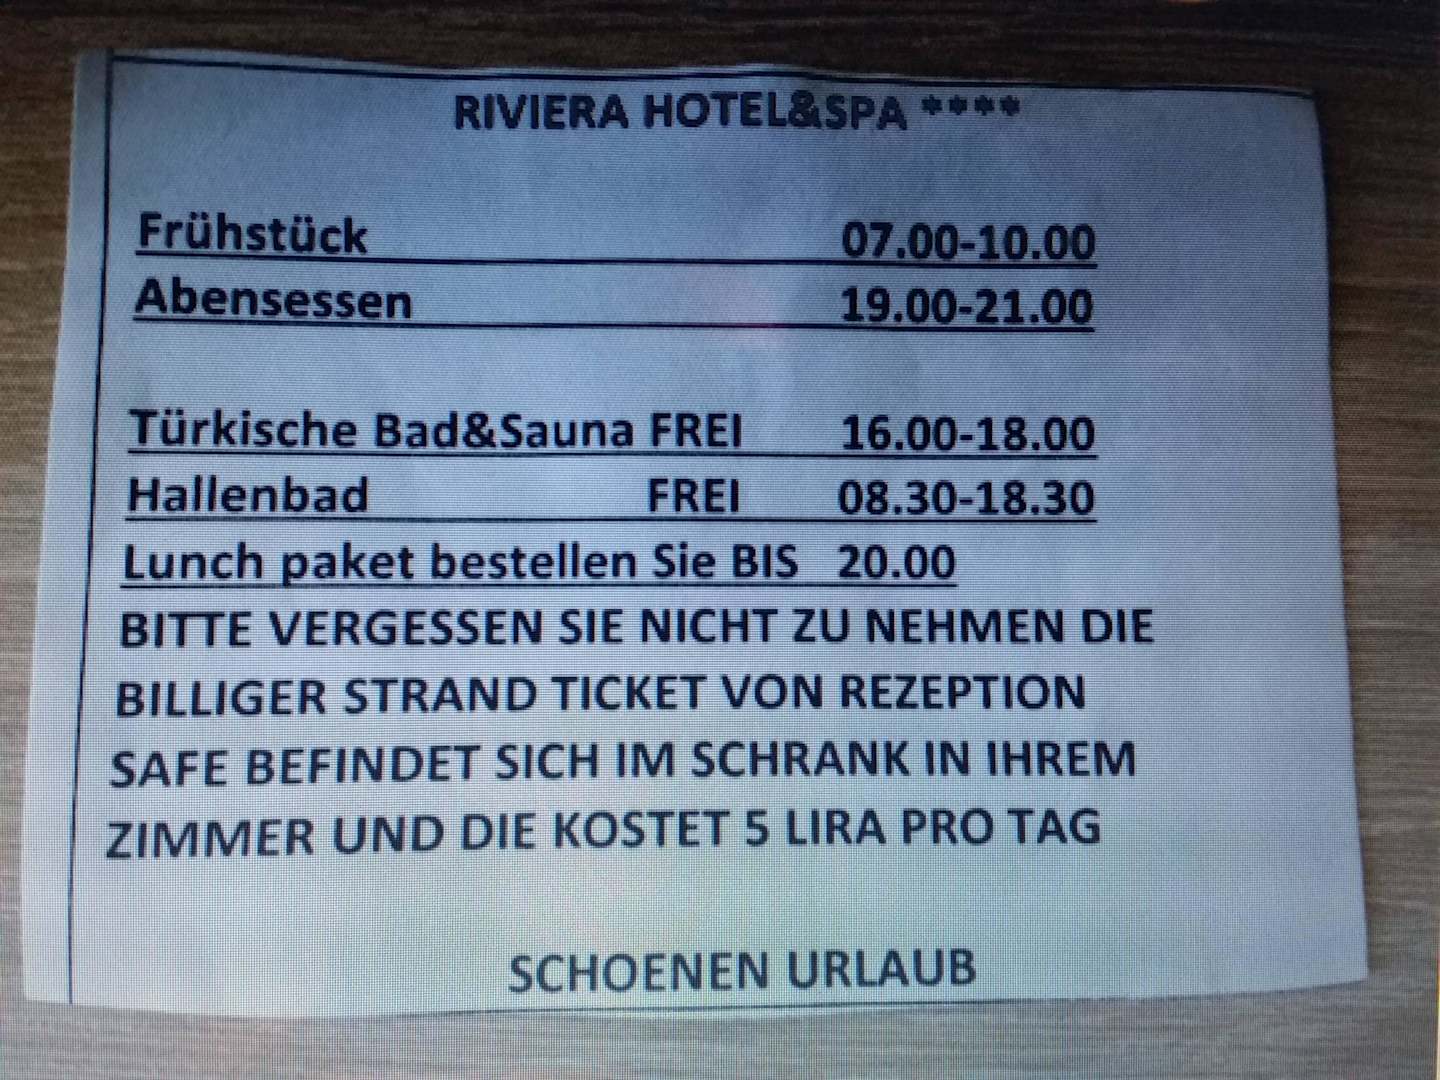 RIVIERA HOTEL&SPA ****
Frühstück 07.00-10.00
Abensessen 19.00-21.00
Türkische Bad&Sauna FREI 16.00-18.00
Hallenbad FREI 08.30-18.30
Lunch paket bestellen Sie BIS 20.00
BITTE VERGESSEN SIE NICHT ZU NEHMEN DIE
BILLIGER STRAND TICKET VON REZEPTION
SAFE BEFINDET SICH IM SCHRANK IN IHREM
ZIMMER UND DIE KOSTET 5 LIRA PRO TAG
SCHOENEN URLAUB